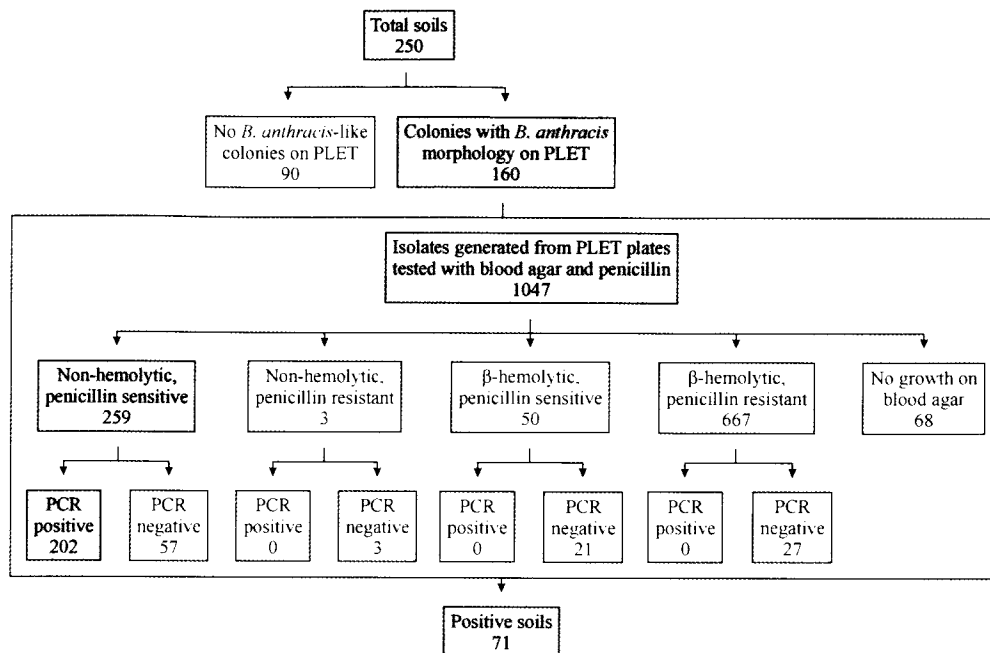 Total soils
250
No B. anthracis-like
colonies on PLET
90
Colonies with B. anthracis
morphology on PLET
160
Isolates generated from PLET plates
tested with blood agar and penicillin
1047
Non-hemolytic,
penicillin sensitive
259
Non-hemolytic,
penicillin resistant
3
β-hemolytic,
penicillin sensitive
50
β-hemolytic,
penicillin resistant
667
No growth on
blood agar
68
PCR
positive
202
PCR
negative
57
PCR
positive
0
PCR
negative
3
PCR
positive
0
PCR
negative
21
PCR
positive
0
PCR
negative
27
Positive soils
71